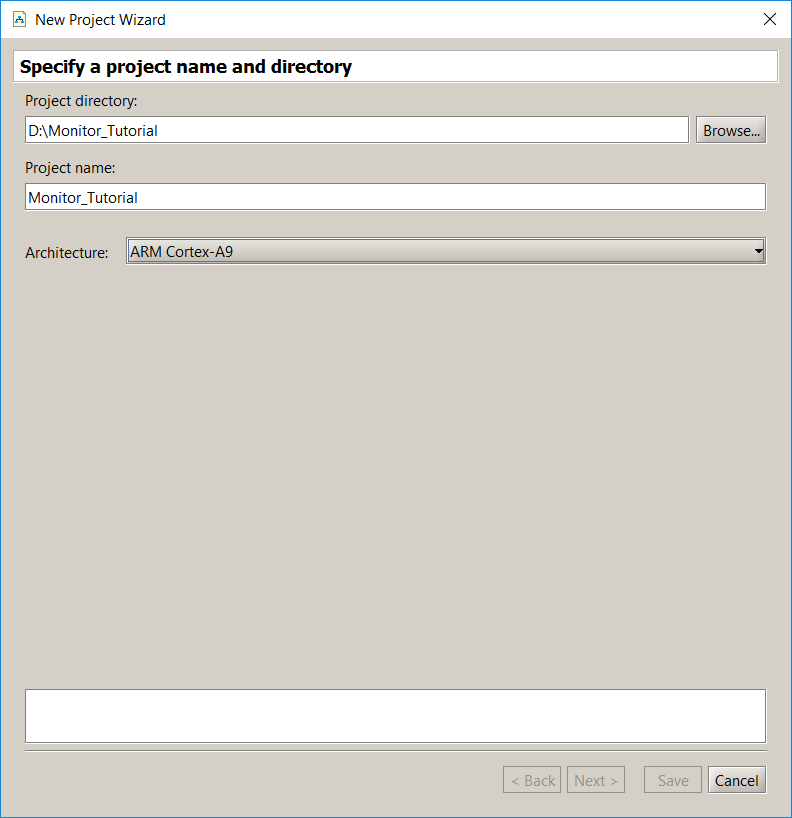 New Project Wizard
Specify a project name and directory
Project directory:
D:\Monitor_Tutorial
Browse...
Project name:
Monitor_Tutorial
Architecture:
ARM Cortex-A9
< Back
Next >
Save
Cancel